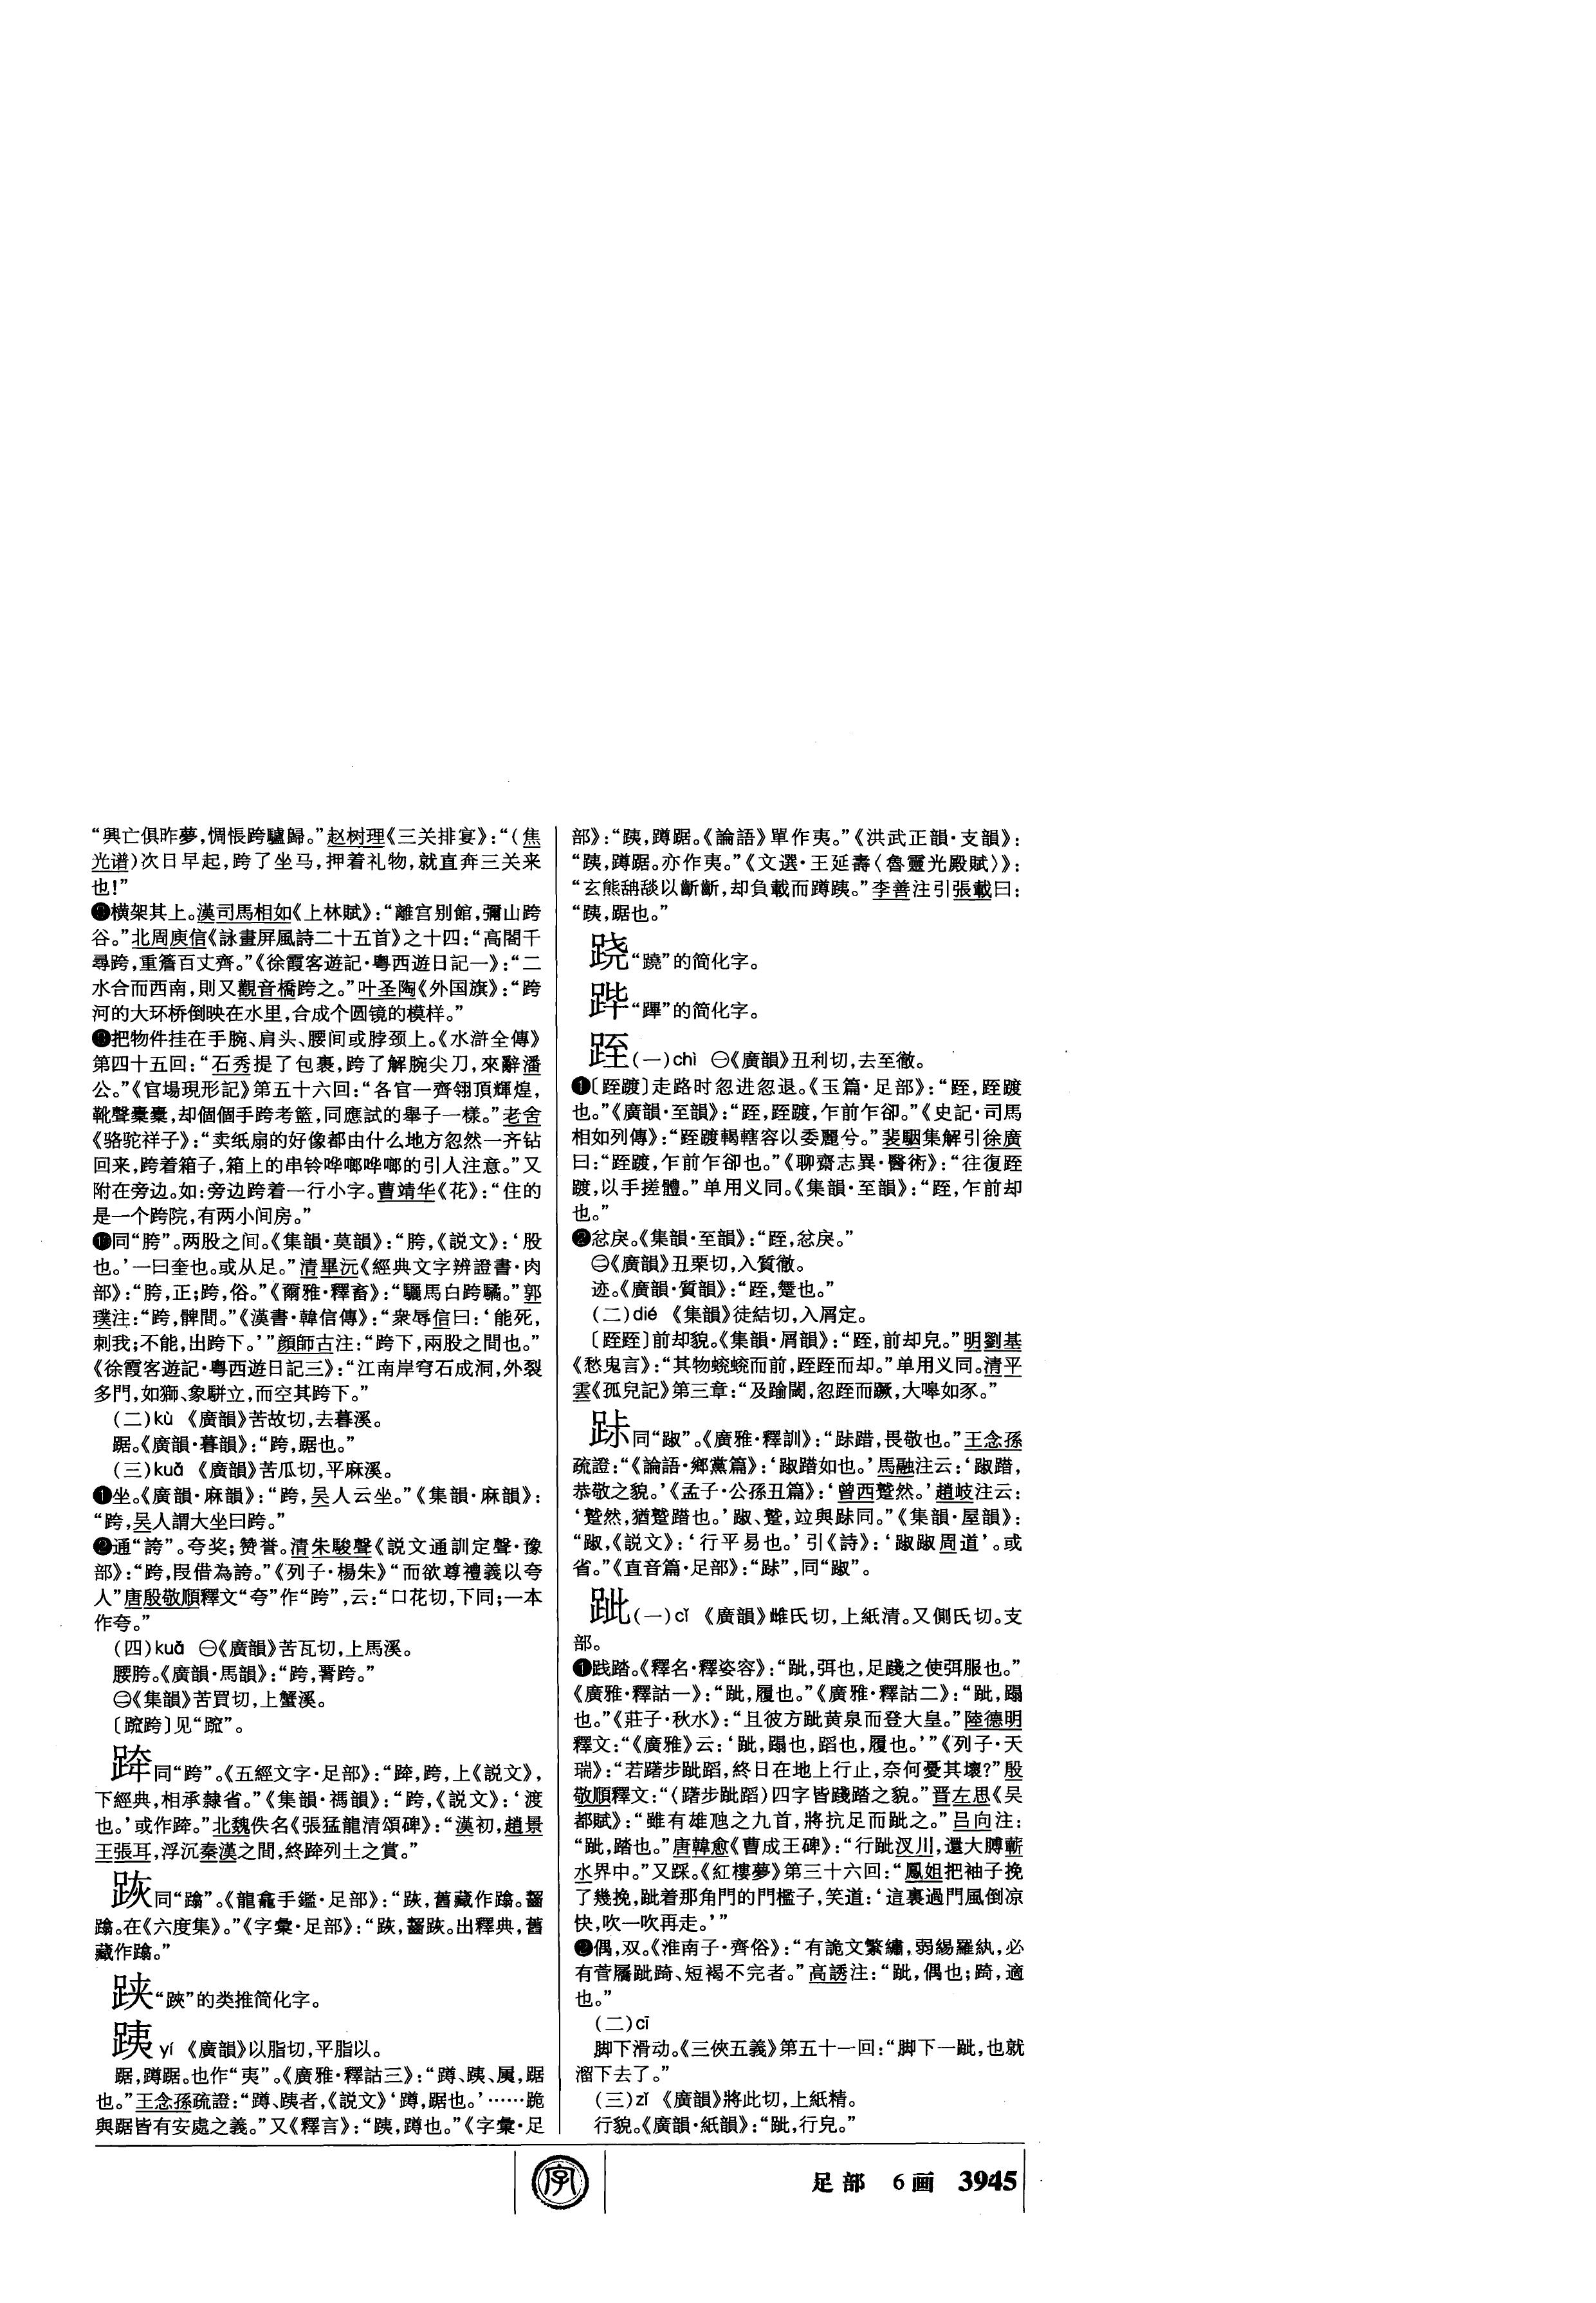 “興亡俱昨夢，惆悵跨驢歸。”赵树理《三关排宴》：“（焦
光谱）次日早起，跨了坐马，押着礼物，就直奔三关来
也！”
横架其上。漢司馬相如《上林賦》：“離宫别館，彌山跨
谷。”北周庾信《詠畫屏風詩二十五首》之十四：“高閣千
尋跨，重簷百丈齊。”《徐霞客遊記·粤西遊日記一》：“二
水合而西南，則又觀音橋跨之。”叶圣陶《外国旗》：“跨
河的大环桥倒映在水里，合成个圆镜的模样。”
把物件挂在手腕、肩头、腰间或脖颈上。《水滸全傳》
第四十五回：“石秀提了包裹，跨了解腕尖刀，來辭潘
公。”《官場現形記》第五十六回：“各官一齊翎頂輝煌，
靴聲橐橐，却個個手跨考籃，同應試的舉子一樣。”老舍
《骆驼祥子》：“卖纸扇的好像都由什么地方忽然一齐钻
回来，跨着箱子，箱上的串铃哗啷哗啷的引人注意。”又
附在旁边。如：旁边跨着一行小字。曹靖华《花》：“住的
是一个跨院，有两小间房。”
⓫同“胯”。两股之间。《集韻·莫韻》：“胯，《説文》：‘股
也。’一曰奎也。或从足。”清畢沅《經典文字辨證書·肉
部》：“胯，正；跨，俗。”《爾雅·釋畜》：“驪馬白跨驈。”郭
璞注：“跨，髀間。”《漢書·韓信傳》：“衆辱信曰：‘能死，
刺我；不能，出跨下。’”顔師古注：“跨下，兩股之間也。”
《徐霞客遊記·粤西遊日記三》：“江南岸穹石成洞，外裂
多門，如獅、象駢立，而空其跨下。”
（二）kù 《廣韻》苦故切，去暮溪。
踞。《廣韻·暮韻》：“跨，踞也。”
（三）kuā 《廣韻》苦瓜切，平麻溪。
❶坐。《廣韻·麻韻》：“跨，吴人云坐。”《集韻·麻韻》：
“跨，吴人謂大坐曰跨。”
❷通“誇”。夸奖；赞誉。清朱駿聲《説文通訓定聲·豫
部》：“跨，叚借為誇。”《列子·楊朱》“而欲尊禮義以夸
人”唐殷敬順釋文“夸”作“跨”，云：“口花切，下同；一本
作夸。”
（四）kuǎ ㊀《廣韻》苦瓦切，上馬溪。
腰胯。《廣韻·馬韻》：“跨，䯒跨。”
㊁《集韻》苦買切，上蟹溪。
〔跨〕见“”。
同“跨”。《五經文字·足部》：“，跨，上《説文》，
下經典，相承隸省。”《集韻·禡韻》：“跨，《説文》：‘渡
也。’或作。”北魏佚名《張猛龍清頌碑》：“漢初，趙景
王張耳，浮沉秦漢之間，終列土之賞。”
同“”。《龍龕手鑑·足部》：“，舊藏作。
。在《六度集》。”《字彙·足部》：“，。出釋典，舊
藏作。”
“”的类推简化字。
跠 yí 《廣韻》以脂切，平脂以。
踞，蹲踞。也作“夷”。《廣雅·釋詁三》：“蹲、跠、㞾，踞
也。”王念孫疏證：“蹲、跠者，《説文》‘蹲，踞也。’……跪
與踞皆有安處之義。”又《釋言》：“跠，蹲也。”《字彙·足
部》：“跠，蹲踞。《論語》單作夷。”《洪武正韻·支韻》：
“跠，蹲踞。亦作夷。”《文選·王延壽〈魯靈光殿賦〉》：
“玄熊舑舕以齗齗，却負載而蹲跠。”李善注引張載曰：
“跠，踞也。”
跷“蹺”的简化字。
跸“蹕”的简化字。
跮（一）chì ㊀《廣韻》丑利切，去至徹。
❶〔跮踱〕走路时忽进忽退。《玉篇·足部》：“跮，跮踱
也。”《廣韻·至韻》：“跮，跮踱，乍前乍卻。”《史記·司馬
相如列傳》：“跮踱輵轄容以委麗兮。”裴駰集解引徐廣
曰：“跮踱，乍前乍卻也。”《聊齋志異·醫術》：“往復跮
踱，以手搓體。”单用义同。《集韻·至韻》：“跮，乍前却
也。”
❷忿戾。《集韻·至韻》：“跮，忿戾。”
㊁《廣韻》丑栗切，入質徹。
迹。《廣韻·質韻》：“跮，也。”
（二）dié 《集韻》徒結切，入屑定。
〔跮跮〕前却貌。《集韻·屑韻》：“跮，前却皃。”明劉基
《愁鬼言》：“其物蜿蜿而前，跮跮而却。”单用义同。清平
雲《孤兒記》第三章：“及踰閾，忽跮而蹶，大嗥如豕。”
同“踧”。《廣雅·釋訓》：“踖，畏敬也。”王念孫
疏證：“《論語·鄉黨篇》：‘踧踖如也。’馬融注云：‘踧踖，
恭敬之貌。’《孟子·公孫丑篇》：‘曾西蹵然。’趙岐注云：
‘蹵然，猶蹵踖也。’踧、蹵，竝與同。”《集韻·屋韻》：
“踧，《説文》：‘行平易也。’引《詩》：‘踧踧周道’。或
省。”《直音篇·足部》：“”，同“踧”。
跐（一）cǐ 《廣韻》雌氏切，上紙清。又側氏切。支
部。
❶践踏。《釋名·釋姿容》：“跐，弭也，足踐之使弭服也。”
《廣雅·釋詁一》：“跐，履也。”《廣雅·釋詁二》：“跐，蹋
也。”《莊子·秋水》：“且彼方跐黄泉而登大皇。”陸德明
釋文：“《廣雅》云：‘跐，蹋也，蹈也，履也。’”《列子·天
瑞》：“若躇步跐蹈，終日在地上行止，奈何憂其壞？”殷
敬順釋文：“（躇步跐蹈）四字皆踐踏之貌。”晋左思《吴
都賦》：“雖有雄虺之九首，將抗足而跐之。”吕向注：
“跐，踏也。”唐韓愈《曹成王碑》：“行跐汊川，還大膊蘄
水界中。”又踩。《紅樓夢》第三十六回：“鳳姐把袖子挽
了幾挽，跐着那角門的門檻子，笑道：‘這裏過門風倒凉
快，吹一吹再走。’”
❷偶，双。《淮南子·齊俗》：“有詭文繁繡，弱緆羅紈，必
有菅屩跐踦、短褐不完者。”高誘注：“跐，偶也；踦，適
也。”
（二）cī
脚下滑动。《三俠五義》第五十一回：“脚下一跐，也就
溜下去了。”
（三）zǐ 《廣韻》將此切，上紙精。
行貌。《廣韻·紙韻》：“跐，行皃。”
字
足部 6画 3945